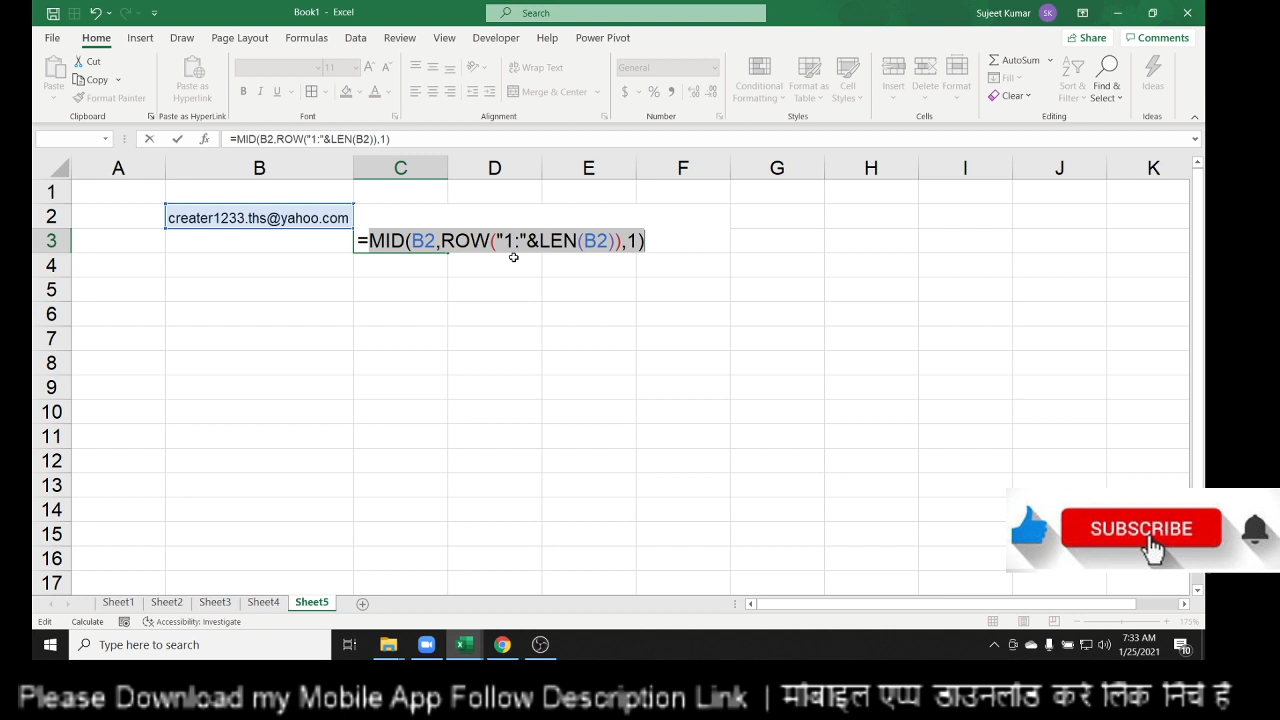 Book1 - Excel
Search
Sujeet Kumar
SK
File Home Insert Draw Page Layout Formulas Data Review View Developer Help Power Pivot
Share
Comments
Paste
Cut
Copy
Format Painter
Clipboard
Paste as Hyperlink
Paste as HyperLink
11
Font
Wrap Text
Merge & Center
Alignment
General
Number
Conditional Formatting
Format as Table
Cell Styles
Styles
Insert Delete Format
Cells
AutoSum
Fill
Clear
Sort & Filter
Find & Select
Editing
Ideas
Ideas
=MID(B2,ROW("1:"&LEN(B2)),1)
A B C D E F G H I J K
1
2 creater1233.ths@yahoo.com
3 =MID(B2,ROW("1:"&LEN(B2)),1)
4
5
6
7
8
9
10
11
12
13
14
15
16
17
SUBSCRIBE
Sheet1 Sheet2 Sheet3 Sheet4 Sheet5
Edit Calculate Accessibility: Investigate
175%
Type here to search
7:33 AM
1/25/2021
10
Please Download my Mobile App Follow Description Link | मोबाइल एप्प डाउनलोड करे लिंक निचे है